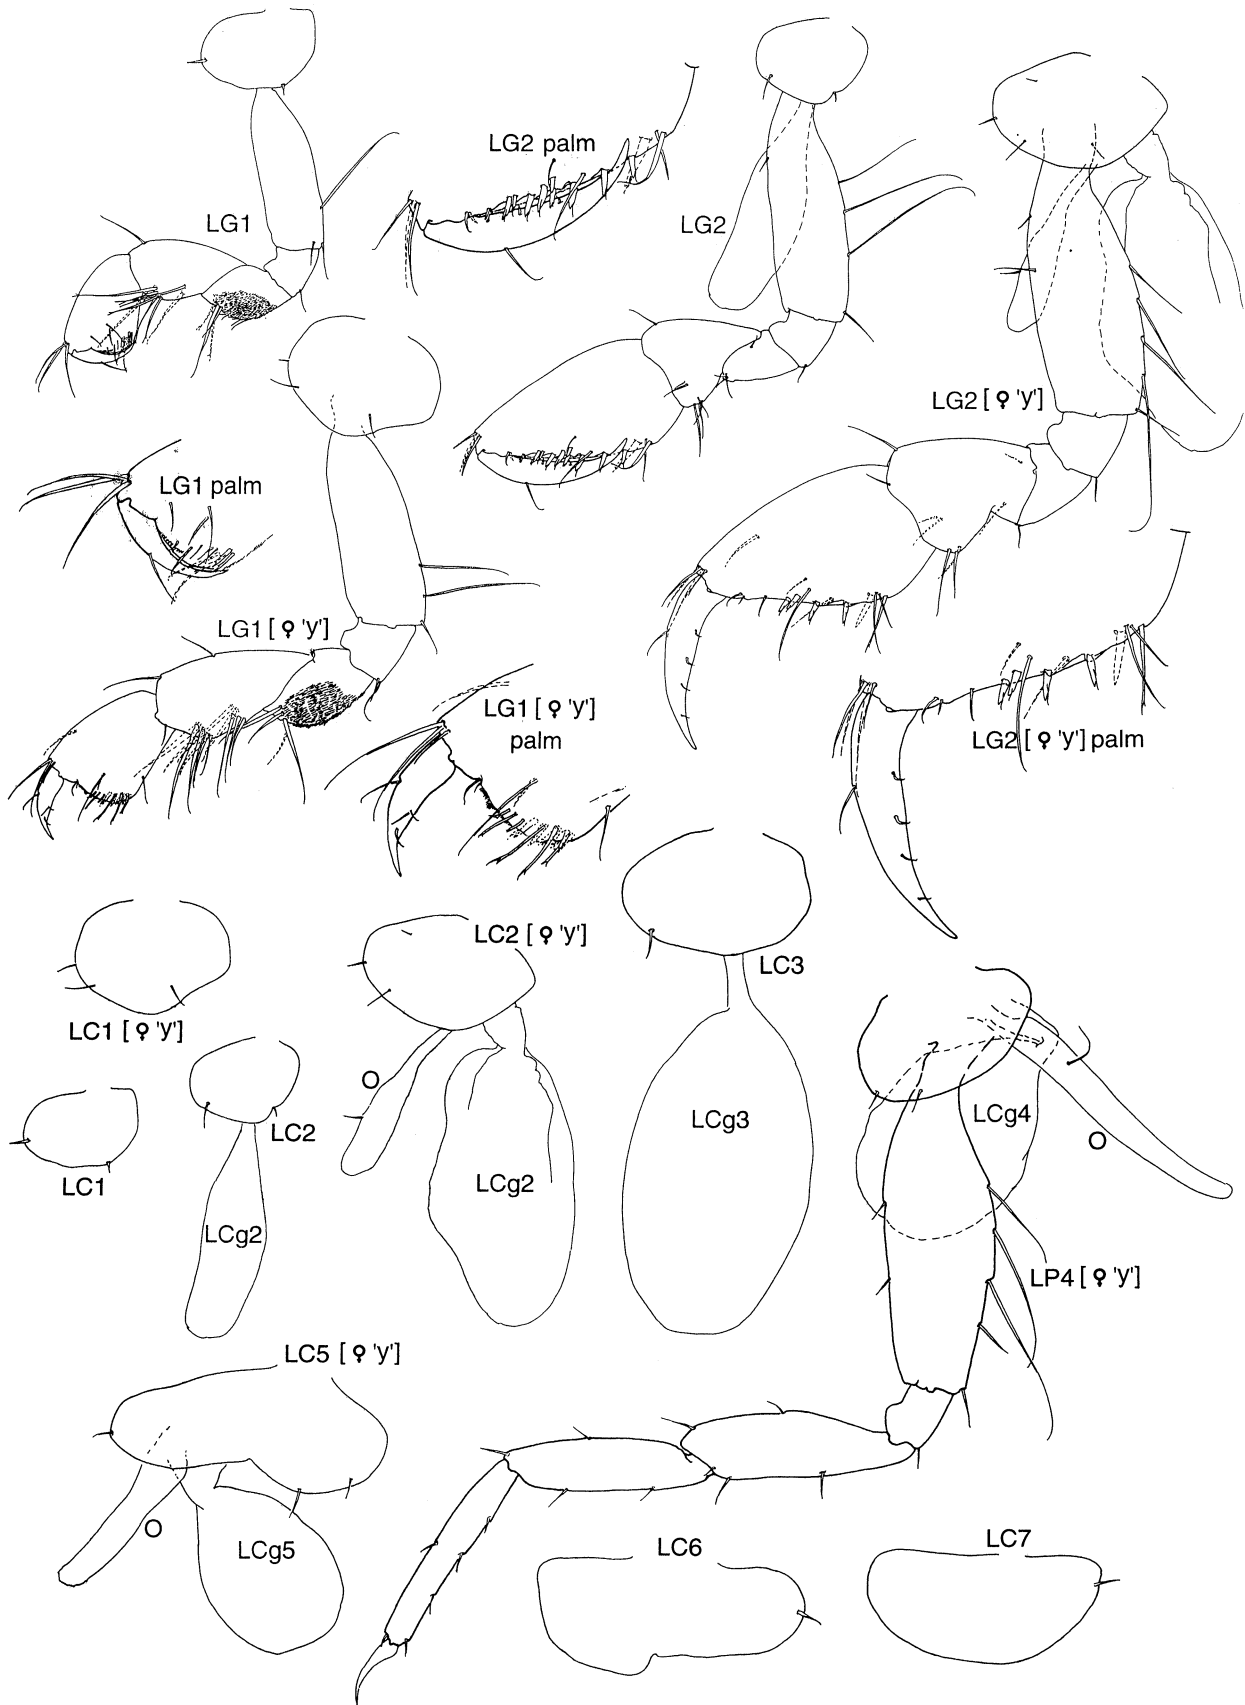 LG2 palm
LG1
LG2
LG2 [♀ 'y']
LG1 palm
LG1 [♀ 'y']
LG1 [♀ 'y']
palm
LG2 [♀ 'y'] palm
LC2 [♀ 'y']
LC3
LC1 [♀ 'y']
O
LCg3
LCg4
O
LC2
LC1
LCg2
LCg2
LP4 [♀ 'y']
LC5 [♀ 'y']
O
LCg5
LC6
LC7